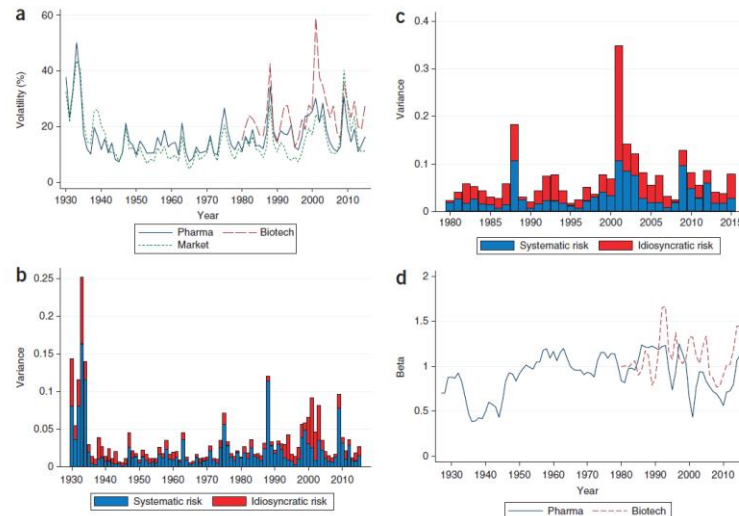 a
60
40
20
0
Volatility (%)
1930 1940 1950 1960 1970 1980 1990 2000 2010
Year
Pharma Biotech
Market
b
0.25
0.2
0.15
0.1
0.05
0
Variance
1930 1940 1950 1960 1970 1980 1990 2000 2010
Year
Systematic risk Idiosyncratic risk
c
0.4
0.3
0.2
0.1
0
Variance
1980 1985 1990 1995 2000 2005 2010 2015
Year
Systematic risk Idiosyncratic risk
d
2
1.5
1
0.5
0
Beta
1930 1940 1950 1960 1970 1980 1990 2000 2010
Year
Pharma Biotech